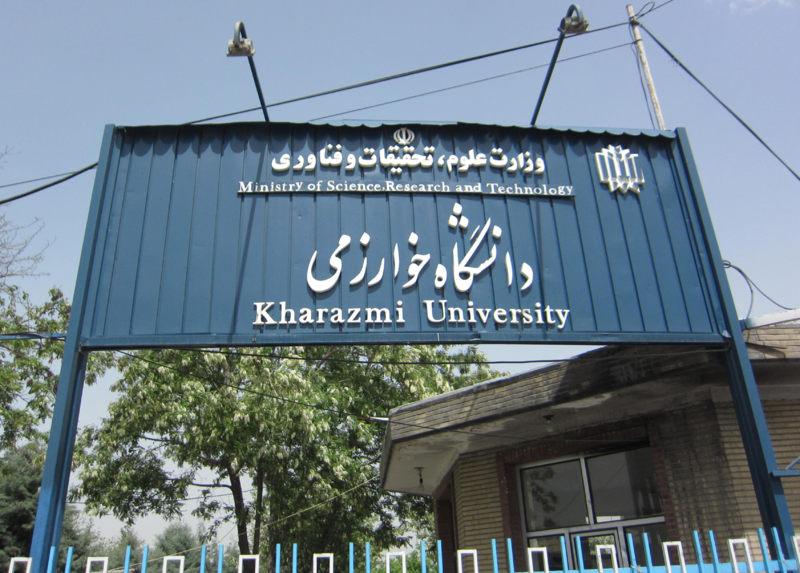 وزارت علوم، تحقیقات و فناوری
Ministry of Science.Research and Technology
دانشگاه خوارزمی
Kharazmi University